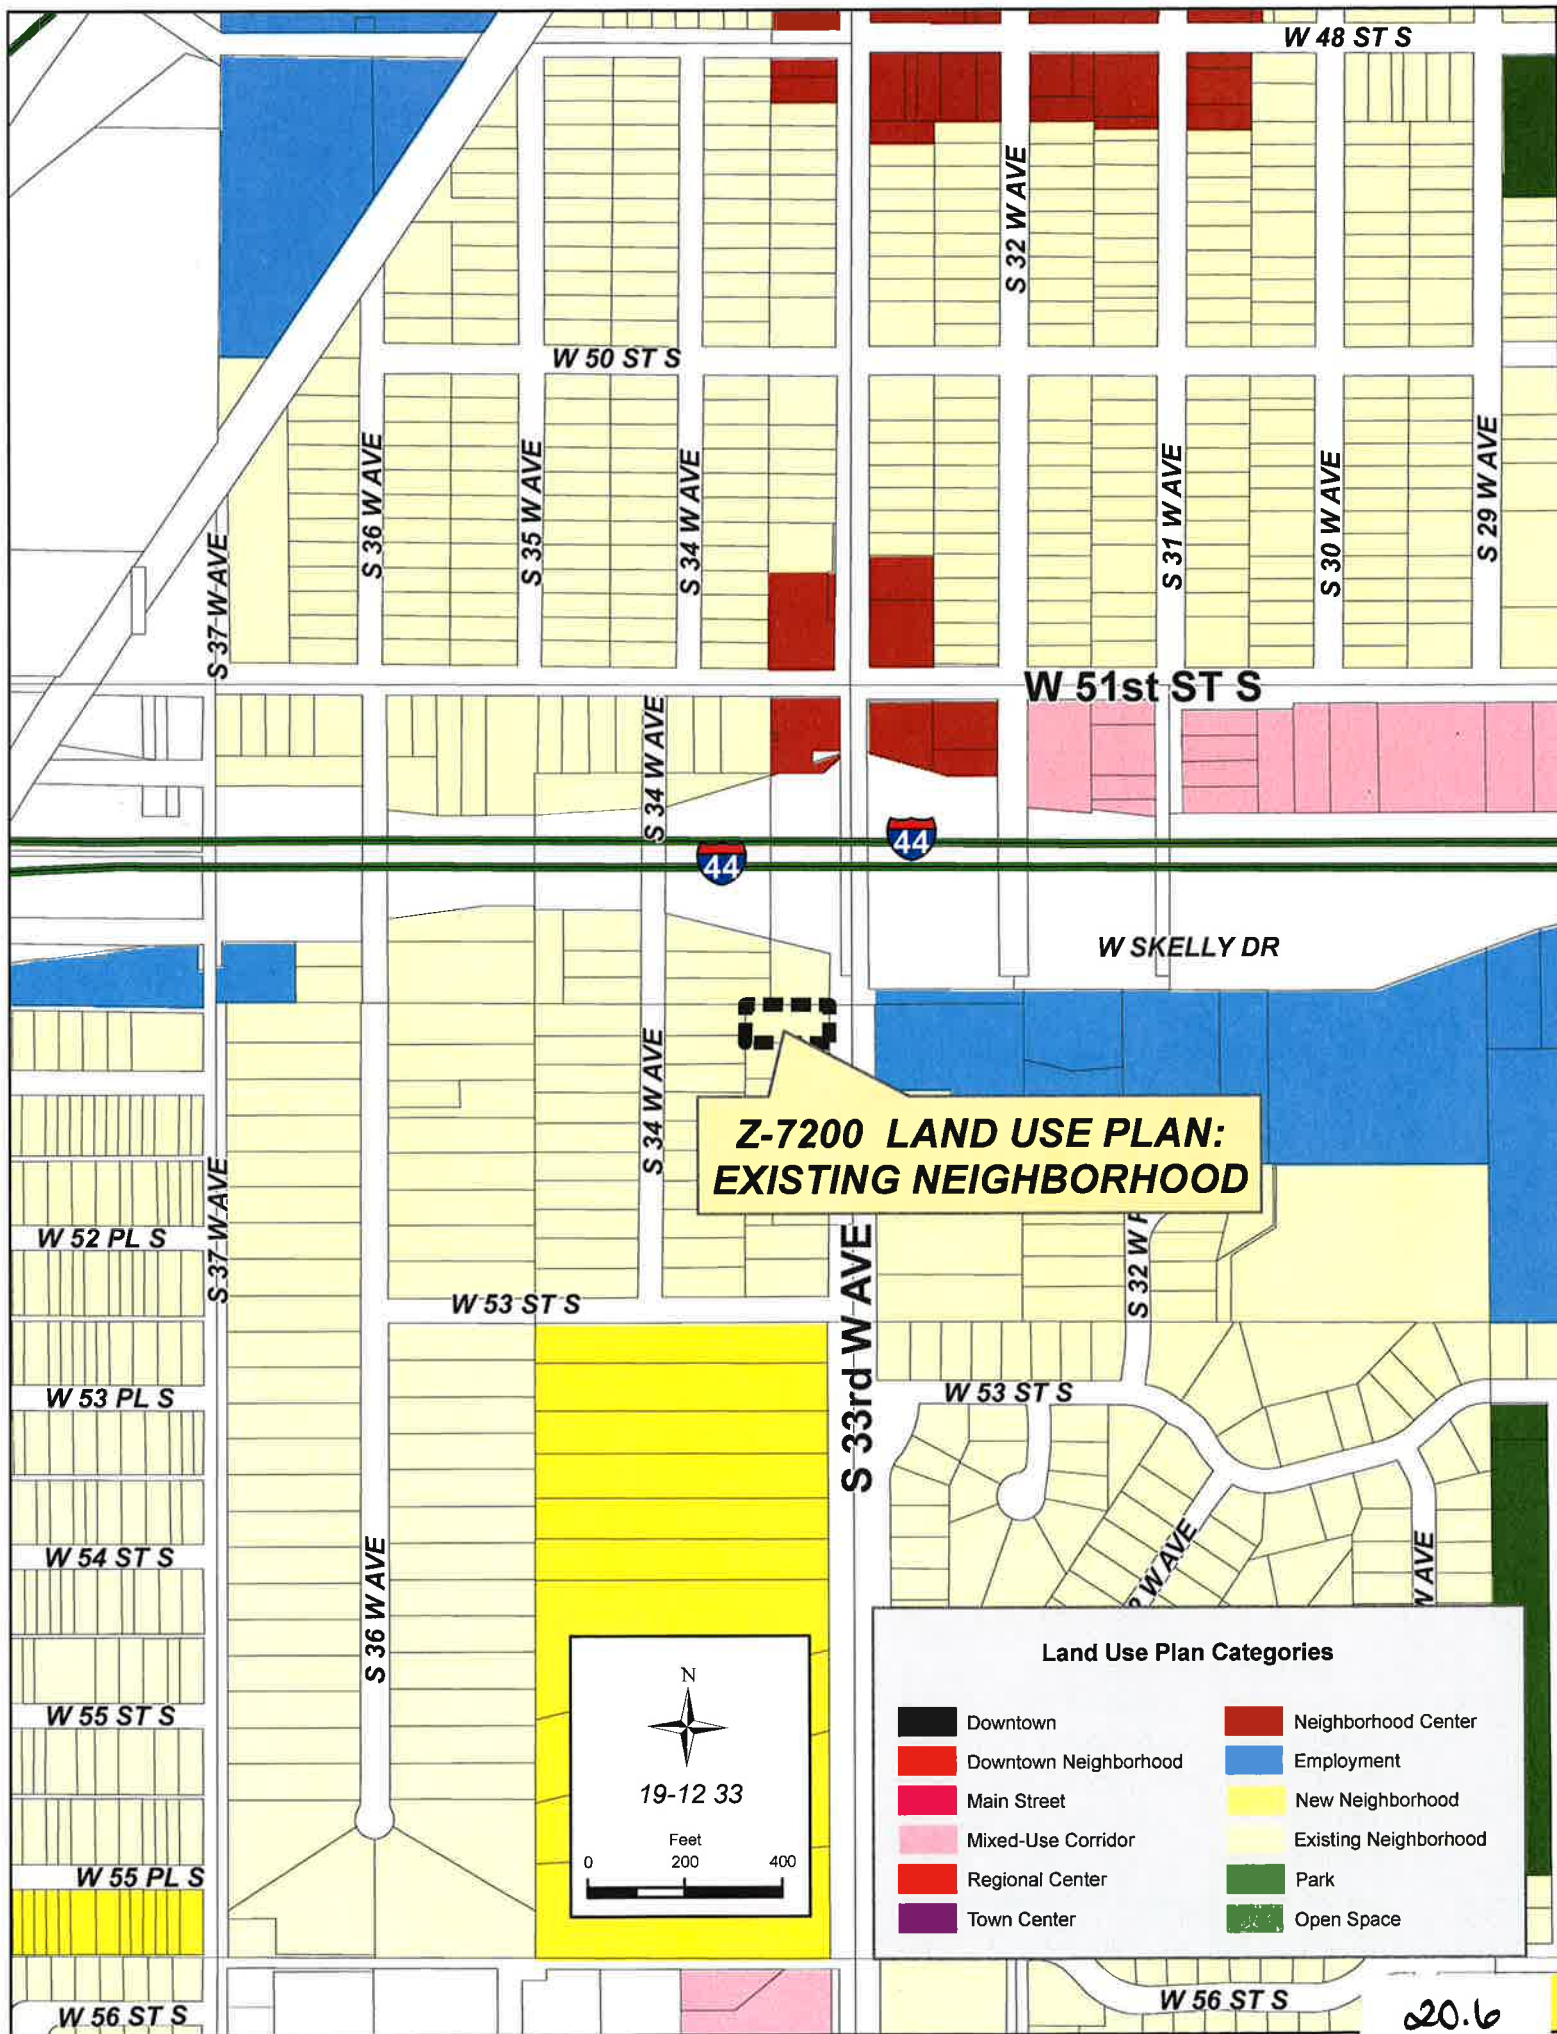 W 48 ST S
S 32 W AVE
W 50 ST S
S 36 W AVE
S 35 W AVE
S 34 W AVE
S 31 W AVE
S 30 W AVE
S 29 W AVE
S 37 W AVE
W 51st ST S
S 34 W AVE
44
44
W SKELLY DR
S 34 W AVE
Z-7200 LAND USE PLAN:
EXISTING NEIGHBORHOOD
S 37 W AVE
W 52 PL S
S 32 W P
W 53 ST S
S 33rd W AVE
W 53 PL S
W 53 ST S
W 54 ST S
S 36 W AVE
2 W AVE
W AVE
W 55 ST S
W 55 PL S
W 56 ST S
N
19-12 33
Feet
0 200 400
Land Use Plan Categories
Downtown
Downtown Neighborhood
Main Street
Mixed-Use Corridor
Regional Center
Town Center
Neighborhood Center
Employment
New Neighborhood
Existing Neighborhood
Park
Open Space
W 56 ST S
20.6